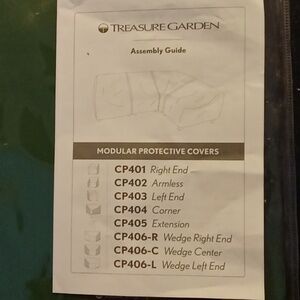 TREASURE GARDEN
Assembly Guide
MODULAR PROTECTIVE COVERS
CP401 Right End
CP402 Armless
CP403 Left End
CP404 Corner
CP405 Extension
CP406-R Wedge Right End
CP406-C Wedge Center
CP406-L Wedge Left End